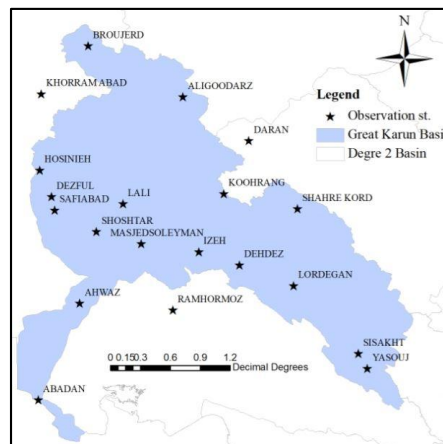 BROUJERD
N
KHORRAM ABAD
ALIGOODARZ
Legend
Observation st.
Great Karun Basi
Degre 2 Basin
DARAN
HOSINIEH
DEZFUL
SAFIABAD
LALI
KOOHRANG
SHAHRE KORD
SHOSHTAR
MASJEDSOLEYMAN
IZEH
DEHDEZ
LORDEGAN
AHWAZ
RAMHORMOZ
0 0.15 0.3 0.6 0.9 1.2
Decimal Degrees
SISAKHT
YASOUJ
ABADAN